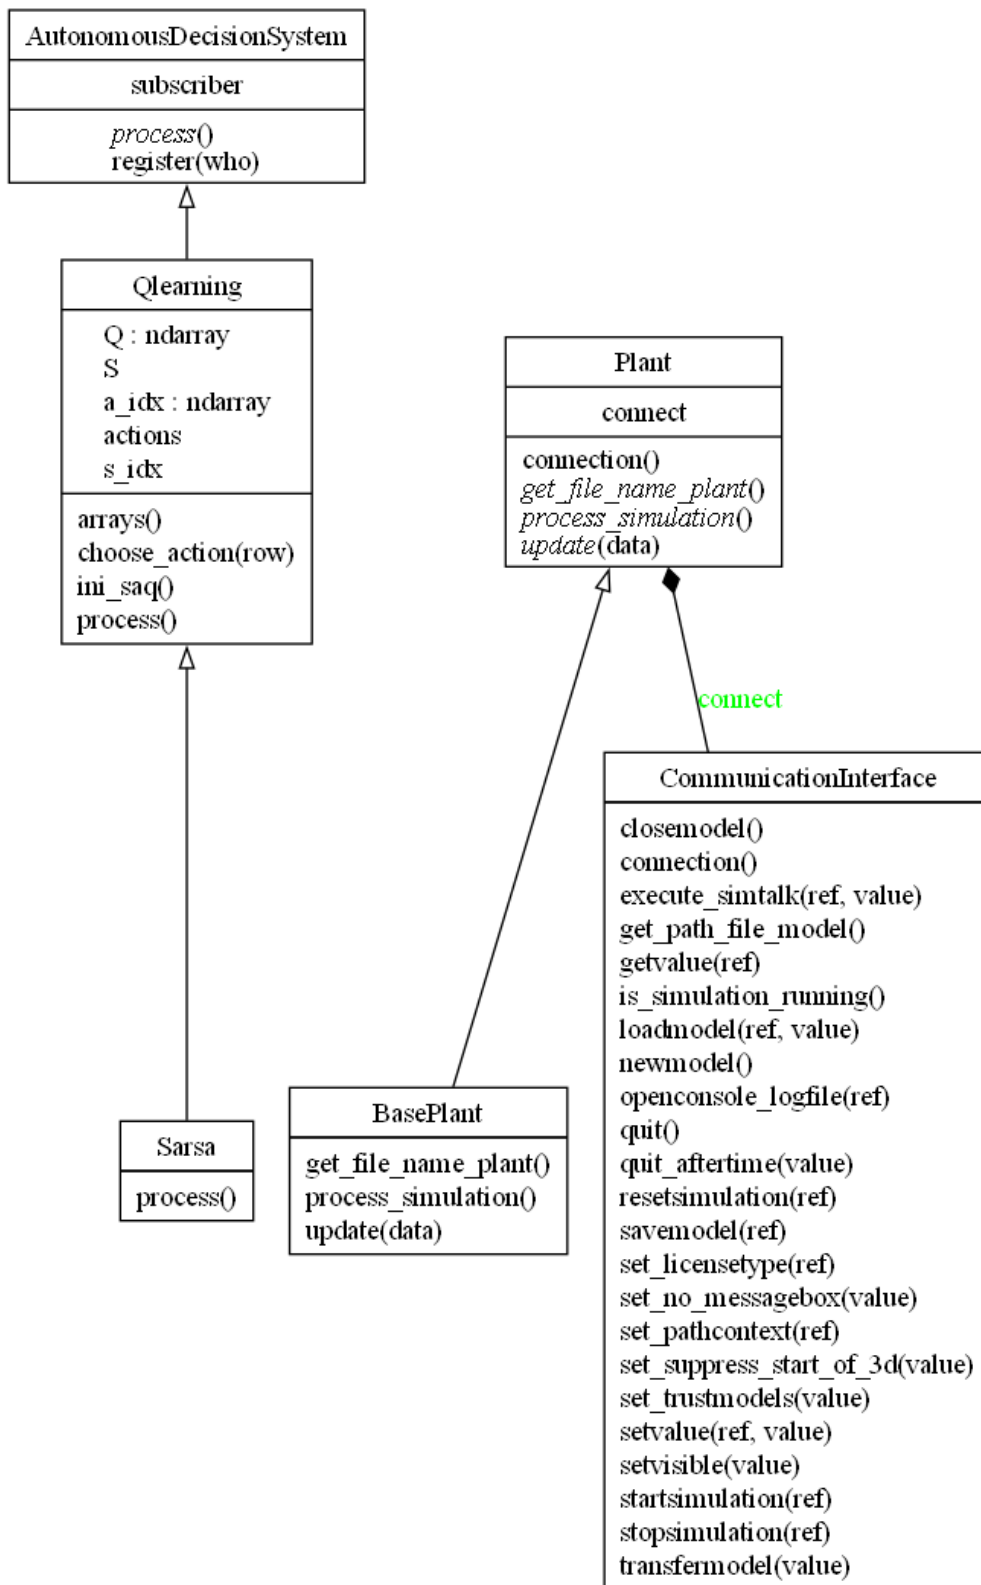 AutonomousDecisionSystem
subscriber
process()
register(who)
Qlearning
Q : ndarray
S
a_idx : ndarray
actions
s_idx
arrays()
choose_action(row)
ini_saq()
process()
Sarsa
process()
Plant
connect
connection()
get_file_name_plant()
process_simulation()
update(data)
connect
BasePlant
get_file_name_plant()
process_simulation()
update(data)
CommunicationInterface
closemodel()
connection()
execute_simtalk(ref, value)
get_path_file_model()
getvalue(ref)
is_simulation_running()
loadmodel(ref, value)
newmodel()
openconsole_logfile(ref)
quit()
quit_aftertime(value)
resetsimulation(ref)
savemodel(ref)
set_licensetype(ref)
set_no_messagebox(value)
set_pathcontext(ref)
set_suppress_start_of_3d(value)
set_trustmodels(value)
setvalue(ref, value)
setvisible(value)
startsimulation(ref)
stopsimulation(ref)
transfermodel(value)